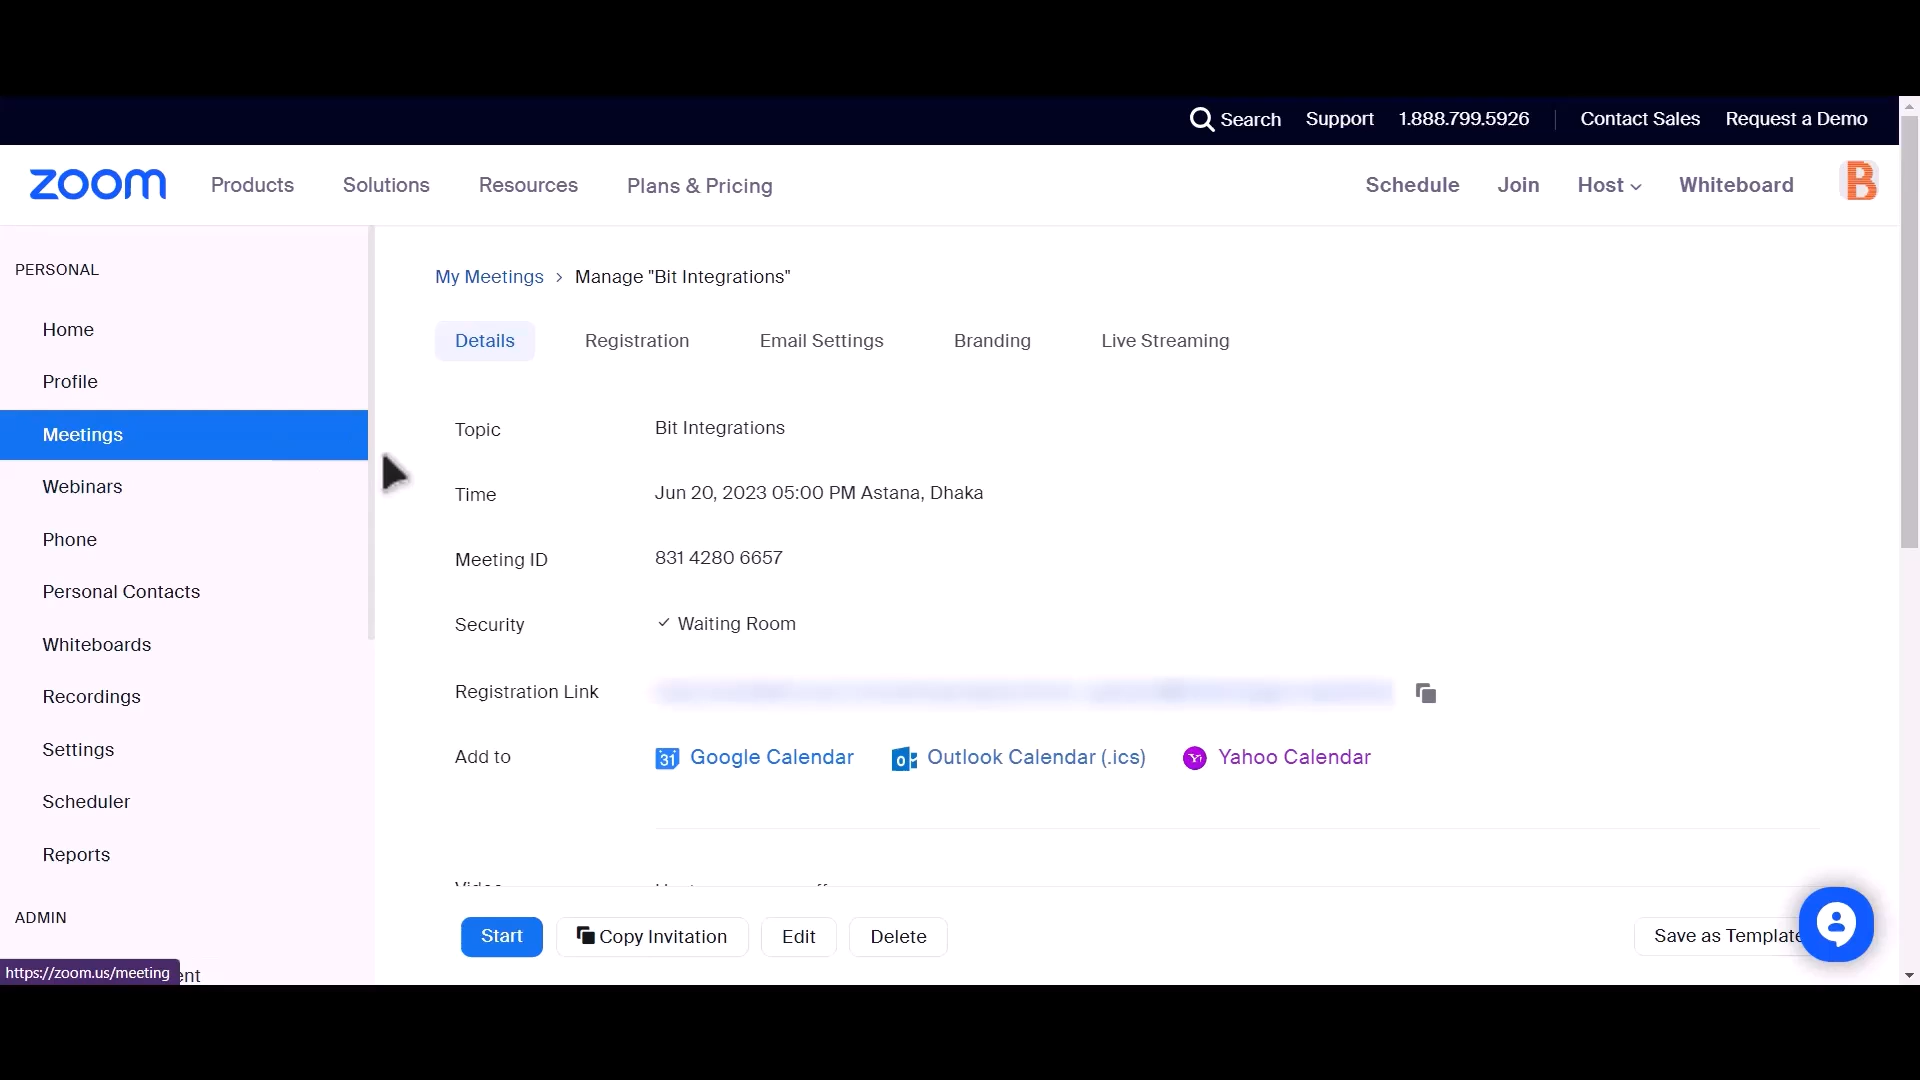 Search Support 1.888.799.5926 Contact Sales Request a Demo
zoom Products Solutions Resources Plans & Pricing Schedule Join Host Whiteboard B
PERSONAL
Home
Profile
Meetings
Webinars
Phone
Personal Contacts
Whiteboards
Recordings
Settings
Scheduler
Reports
ADMIN
https://zoom.us/meeting
My Meetings > Manage "Bit Integrations"
Details Registration Email Settings Branding Live Streaming
Topic Bit Integrations
Time Jun 20, 2023 05:00 PM Astana, Dhaka
Meeting ID 831 4280 6657
Security ✓ Waiting Room
Registration Link
Add to 31 Google Calendar Outlook Calendar (.ics) Yahoo Calendar
Start Copy Invitation Edit Delete Save as Template